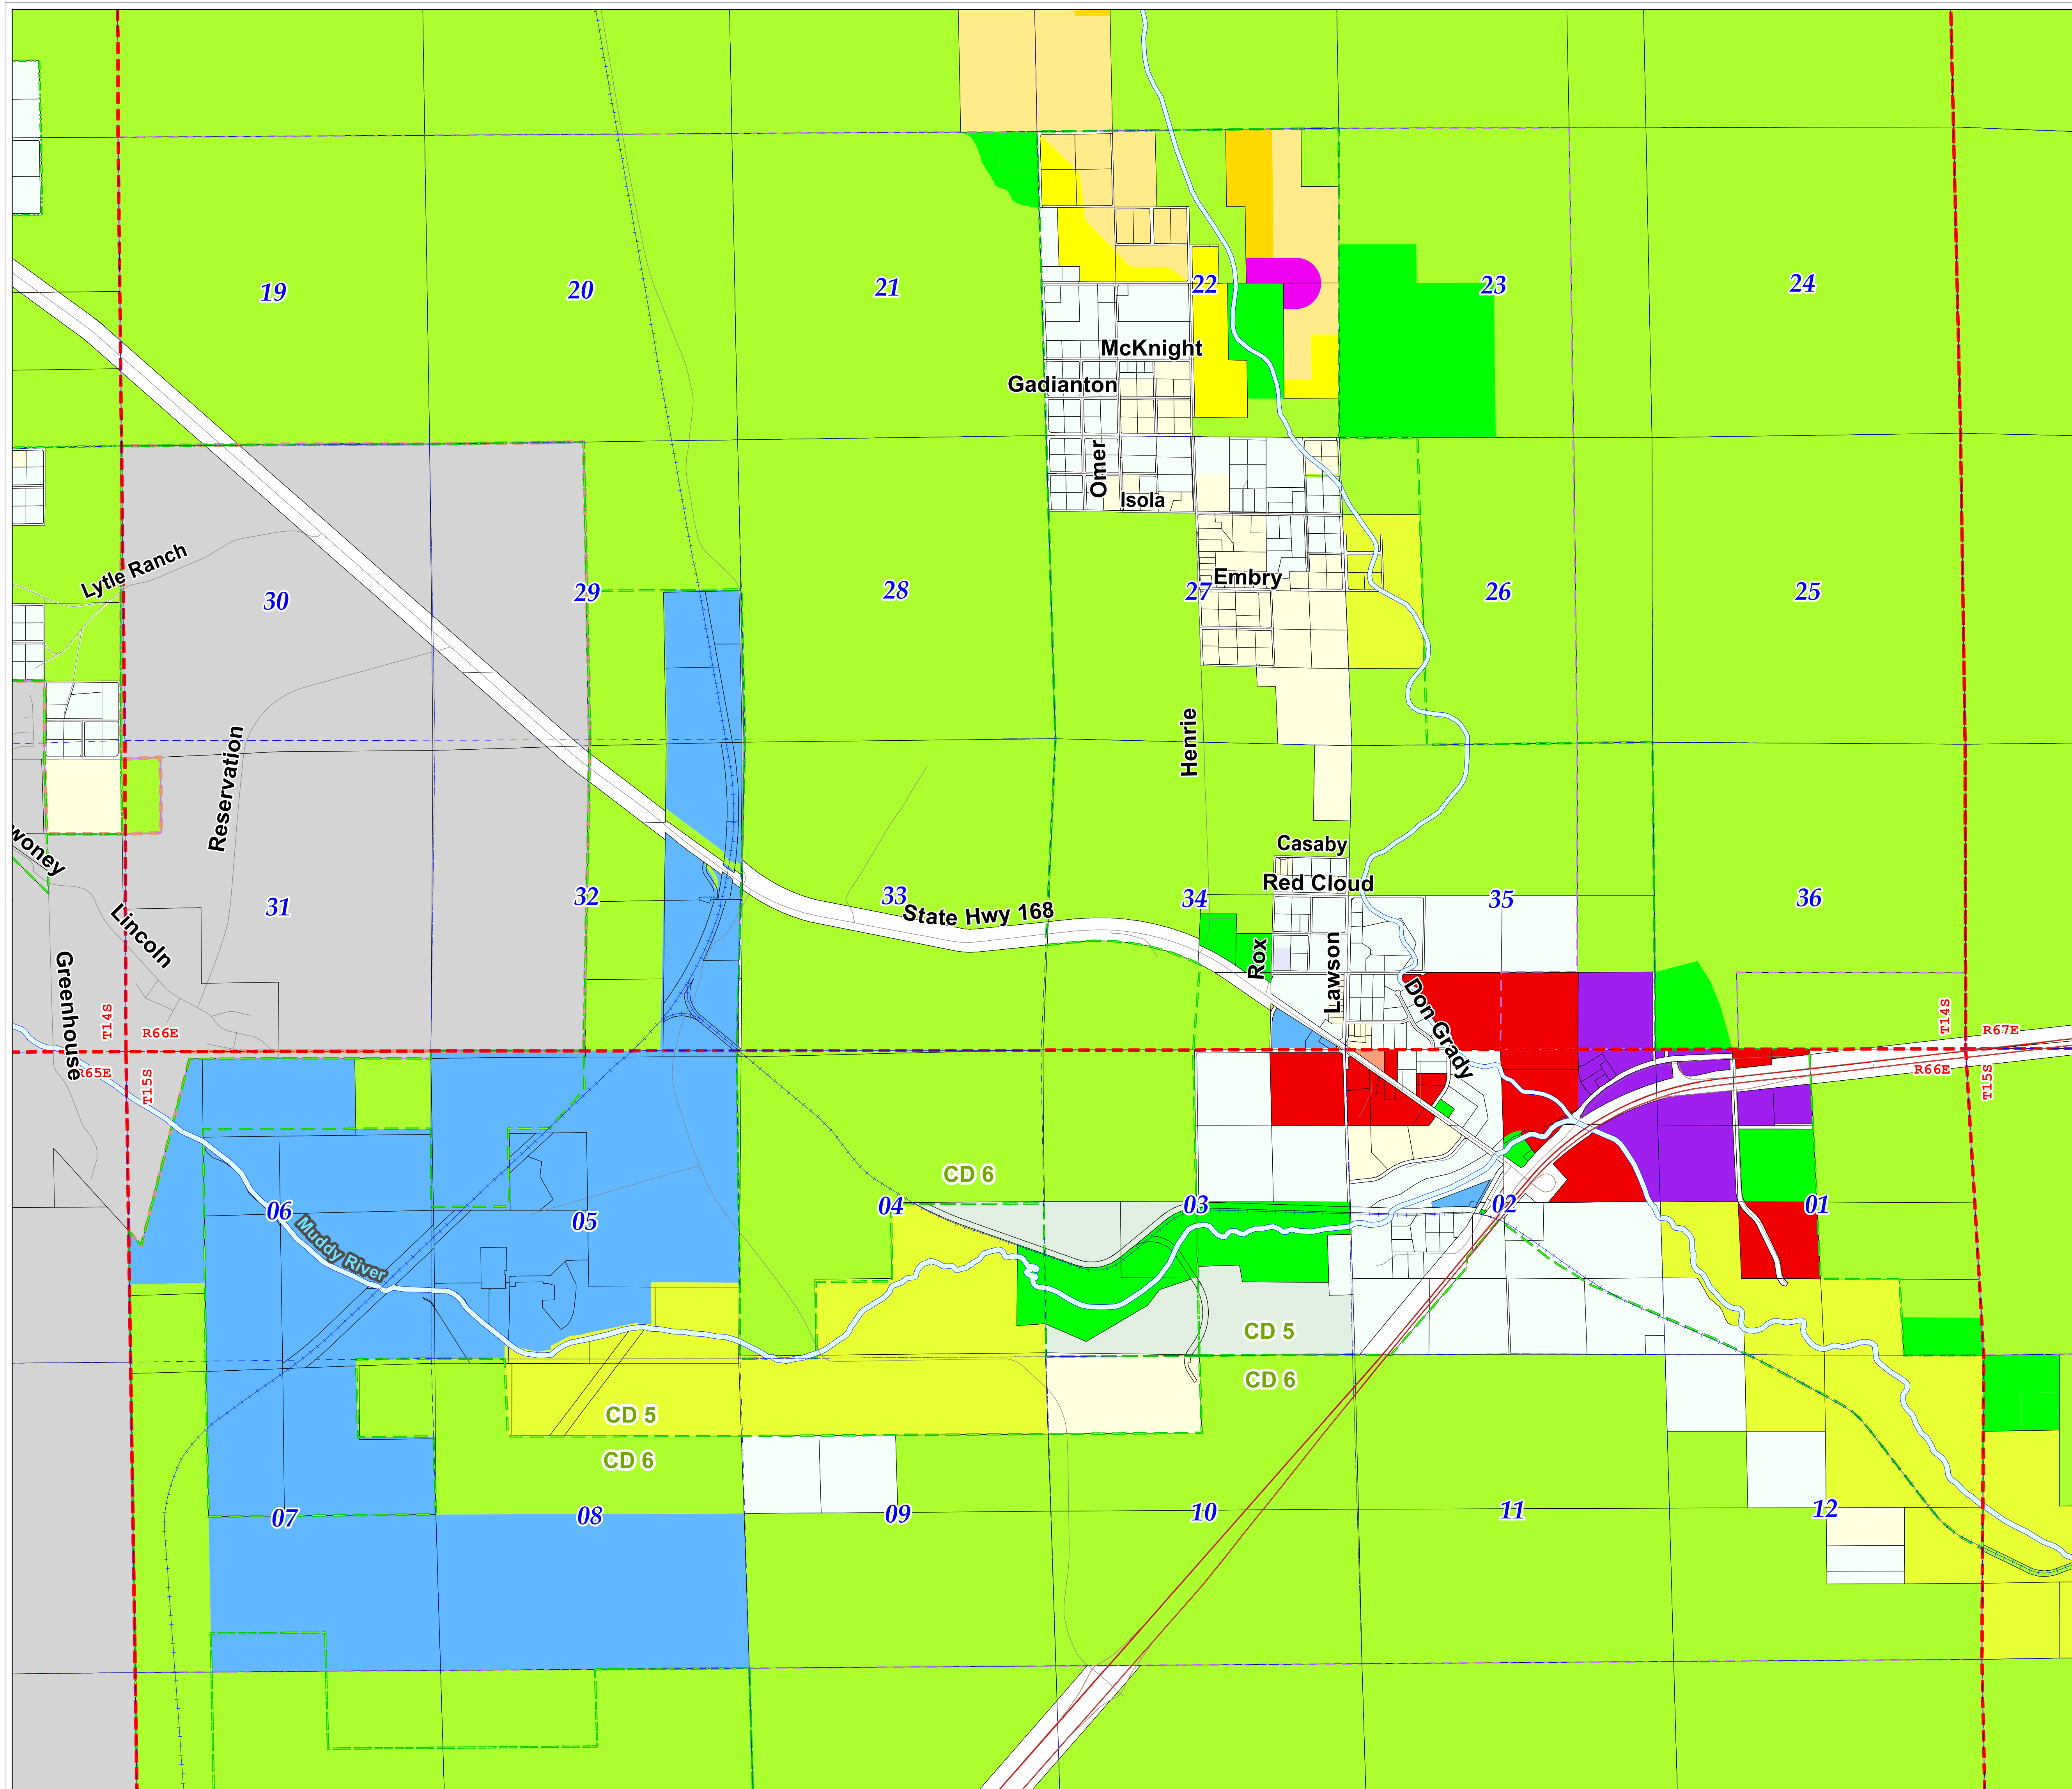 19
20
21
22
23
24
McKnight
Gadianton
Omer
Isola
Lytle Ranch
30
29
28
27
Embry
26
25
Reservation
Henrie
woney
Casaby
Red Cloud
31
Lincoln
32
33
State Hwy 168
34
35
36
Greenhouse
Rox
Lawson
Don Grady
T14S
R66E
R65E
T15S
T14S
R67E
R66E
T15S
CD 6
06
Muddy River
05
04
03
02
01
CD 5
CD 6
CD 5
CD 6
07
08
09
10
11
12